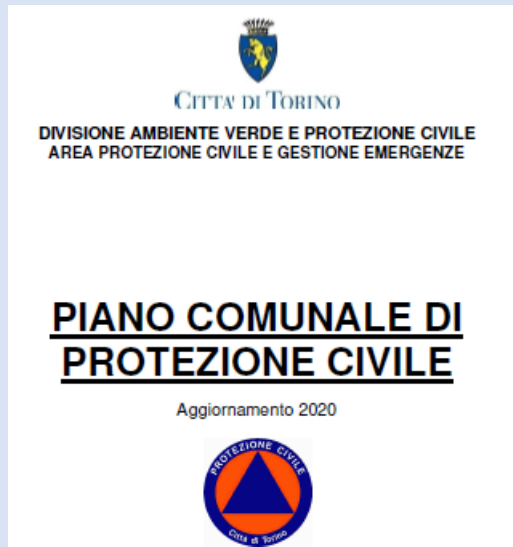 CITTA' DI TORINO
DIVISIONE AMBIENTE VERDE E PROTEZIONE CIVILE
AREA PROTEZIONE CIVILE E GESTIONE EMERGENZE
PIANO COMUNALE DI
PROTEZIONE CIVILE
Aggiornamento 2020
PROTEZIONE CIVILE
Città di Torino